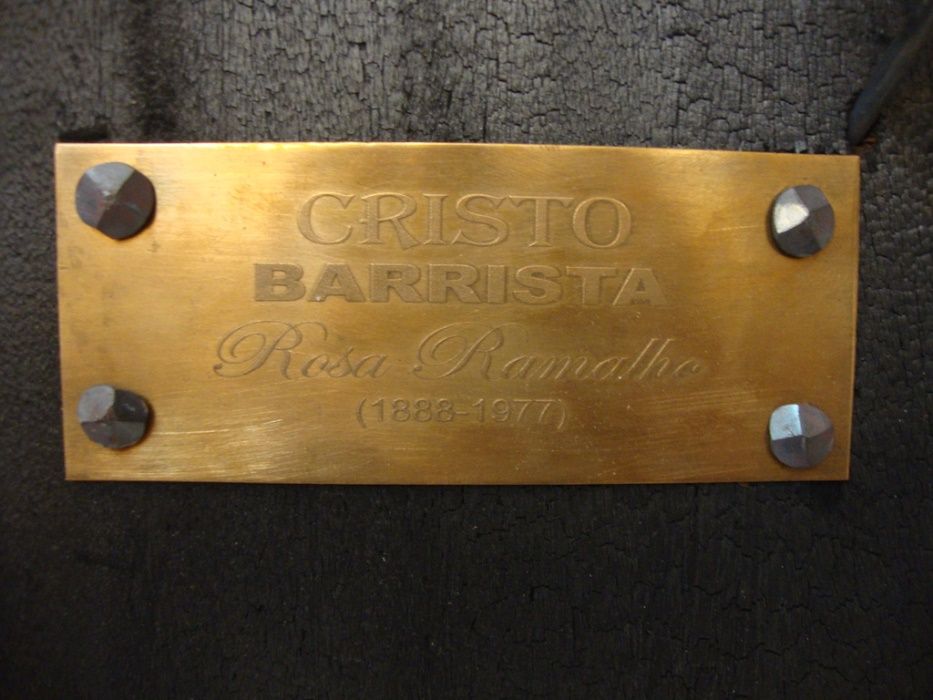 CRISTO
BARRISTA
Rosa Ramalho
(1888-1977)